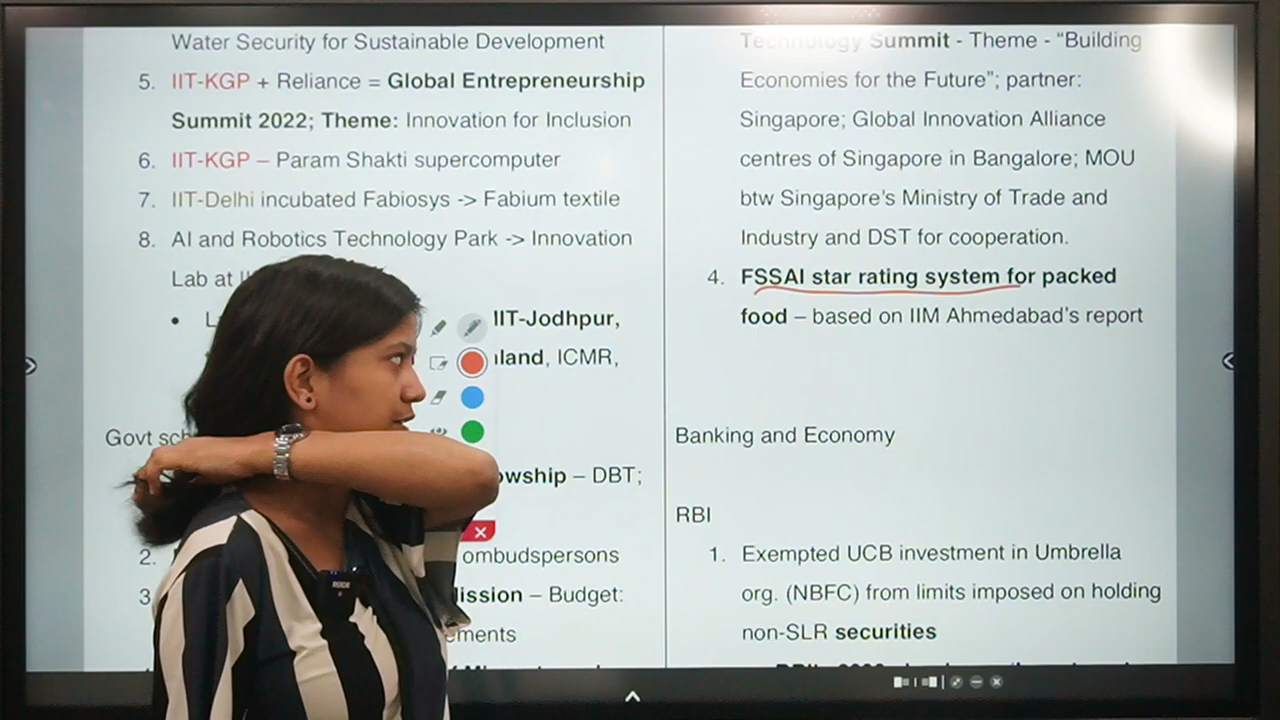 Water Security for Sustainable Development
5. IIT-KGP + Reliance = Global Entrepreneurship
Summit 2022; Theme: Innovation for Inclusion
6. IIT-KGP – Param Shakti supercomputer
7. IIT-Delhi incubated Fabiosys -> Fabium textile
8. AI and Robotics Technology Park -> Innovation
Lab at
IIT-Jodhpur,
ICMR,
Govt
– DBT;
2.
ombudspersons
3
– Budget:
Technology Summit - Theme - “Building
Economies for the Future”; partner:
Singapore; Global Innovation Alliance
centres of Singapore in Bangalore; MOU
btw Singapore's Ministry of Trade and
Industry and DST for cooperation.
4. FSSAI star rating system for packed
food – based on IIM Ahmedabad's report
Banking and Economy
RBI
1. Exempted UCB investment in Umbrella
org. (NBFC) from limits imposed on holding
non-SLR securities
RODE